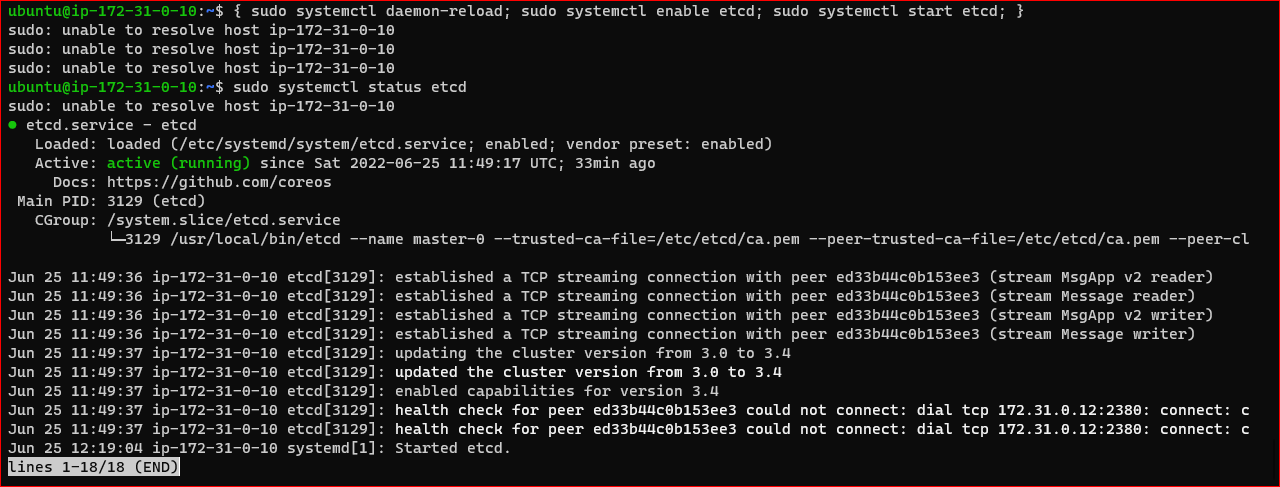 ubuntu@ip-172-31-0-10:~$ { sudo systemctl daemon-reload; sudo systemctl enable etcd; sudo systemctl start etcd; }
sudo: unable to resolve host ip-172-31-0-10
sudo: unable to resolve host ip-172-31-0-10
sudo: unable to resolve host ip-172-31-0-10
ubuntu@ip-172-31-0-10:~$ sudo systemctl status etcd
sudo: unable to resolve host ip-172-31-0-10
● etcd.service - etcd
   Loaded: loaded (/etc/systemd/system/etcd.service; enabled; vendor preset: enabled)
   Active: active (running) since Sat 2022-06-25 11:49:17 UTC; 33min ago
     Docs: https://github.com/coreos
 Main PID: 3129 (etcd)
   CGroup: /system.slice/etcd.service
           └─3129 /usr/local/bin/etcd --name master-0 --trusted-ca-file=/etc/etcd/ca.pem --peer-trusted-ca-file=/etc/etcd/ca.pem --peer-cl
Jun 25 11:49:36 ip-172-31-0-10 etcd[3129]: established a TCP streaming connection with peer ed33b44c0b153ee3 (stream MsgApp v2 reader)
Jun 25 11:49:36 ip-172-31-0-10 etcd[3129]: established a TCP streaming connection with peer ed33b44c0b153ee3 (stream Message reader)
Jun 25 11:49:36 ip-172-31-0-10 etcd[3129]: established a TCP streaming connection with peer ed33b44c0b153ee3 (stream MsgApp v2 writer)
Jun 25 11:49:36 ip-172-31-0-10 etcd[3129]: established a TCP streaming connection with peer ed33b44c0b153ee3 (stream Message writer)
Jun 25 11:49:37 ip-172-31-0-10 etcd[3129]: updating the cluster version from 3.0 to 3.4
Jun 25 11:49:37 ip-172-31-0-10 etcd[3129]: updated the cluster version from 3.0 to 3.4
Jun 25 11:49:37 ip-172-31-0-10 etcd[3129]: enabled capabilities for version 3.4
Jun 25 11:49:37 ip-172-31-0-10 etcd[3129]: health check for peer ed33b44c0b153ee3 could not connect: dial tcp 172.31.0.12:2380: connect: c
Jun 25 11:49:37 ip-172-31-0-10 etcd[3129]: health check for peer ed33b44c0b153ee3 could not connect: dial tcp 172.31.0.12:2380: connect: c
Jun 25 12:19:04 ip-172-31-0-10 systemd[1]: Started etcd.
lines 1-18/18 (END)